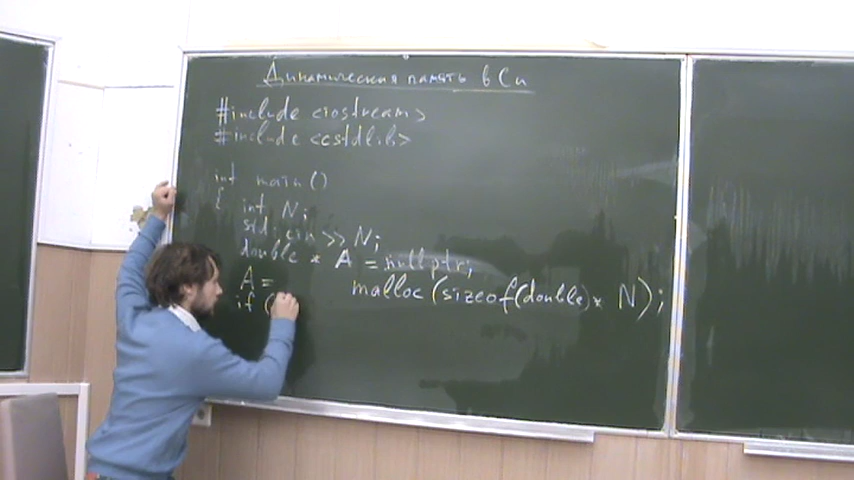 Динамическая память в Си
#include <iostream>
#include <cstdlib>
int main()
{ int N;
std::cin >> N;
double * A = nullptr;
A = malloc(sizeof(double)* N);
if (